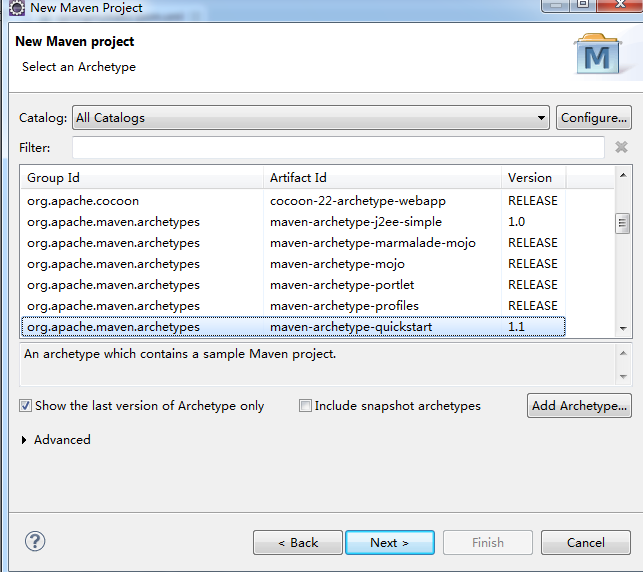 New Maven Project
New Maven project
Select an Archetype
M
Catalog: All Catalogs Configure...
Filter:
Group Id Artifact Id Version
org.apache.cocoon cocoon-22-archetype-webapp RELEASE
org.apache.maven.archetypes maven-archetype-j2ee-simple 1.0
org.apache.maven.archetypes maven-archetype-marmalade-mojo RELEASE
org.apache.maven.archetypes maven-archetype-mojo RELEASE
org.apache.maven.archetypes maven-archetype-portlet RELEASE
org.apache.maven.archetypes maven-archetype-profiles RELEASE
org.apache.maven.archetypes maven-archetype-quickstart 1.1
An archetype which contains a sample Maven project.
Show the last version of Archetype only Include snapshot archetypes Add Archetype...
Advanced
? < Back Next > Finish Cancel